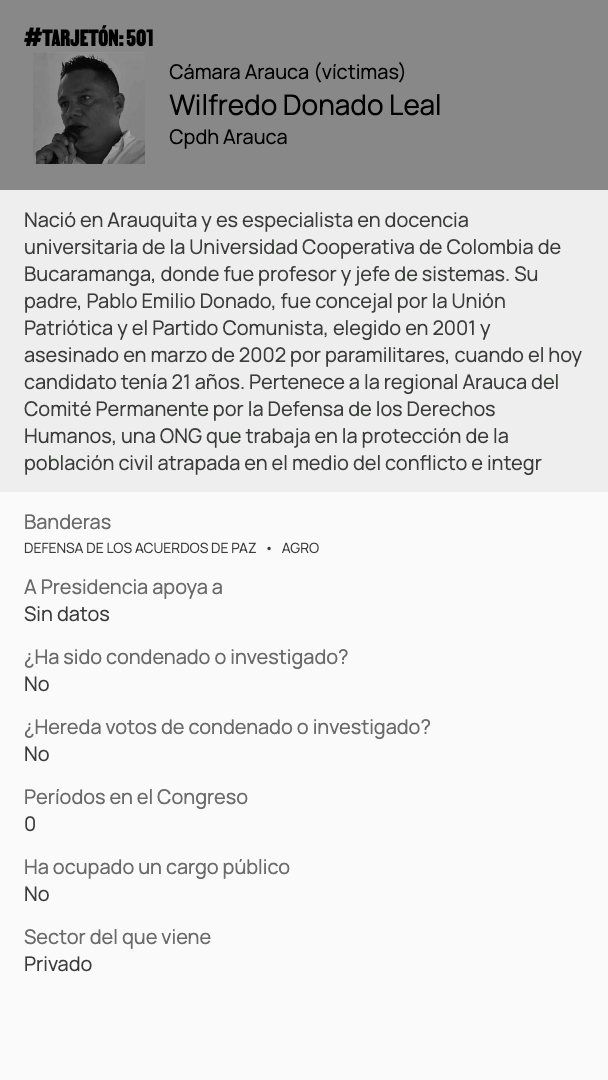 #TARJETÓN: 501
Cámara Arauca (víctimas)
Wilfredo Donado Leal
Cpdh Arauca
Nació en Arauquita y es especialista en docencia
universitaria de la Universidad Cooperativa de Colombia de
Bucaramanga, donde fue profesor y jefe de sistemas. Su
padre, Pablo Emilio Donado, fue concejal por la Unión
Patriótica y el Partido Comunista, elegido en 2001 y
asesinado en marzo de 2002 por paramilitares, cuando el hoy
candidato tenía 21 años. Pertenece a la regional Arauca del
Comité Permanente por la Defensa de los Derechos
Humanos, una ONG que trabaja en la protección de la
población civil atrapada en el medio del conflicto e integr
Banderas
DEFENSA DE LOS ACUERDOS DE PAZ • AGRO
A Presidencia apoya a
Sin datos
¿Ha sido condenado o investigado?
No
¿Hereda votos de condenado o investigado?
No
Períodos en el Congreso
0
Ha ocupado un cargo público
No
Sector del que viene
Privado